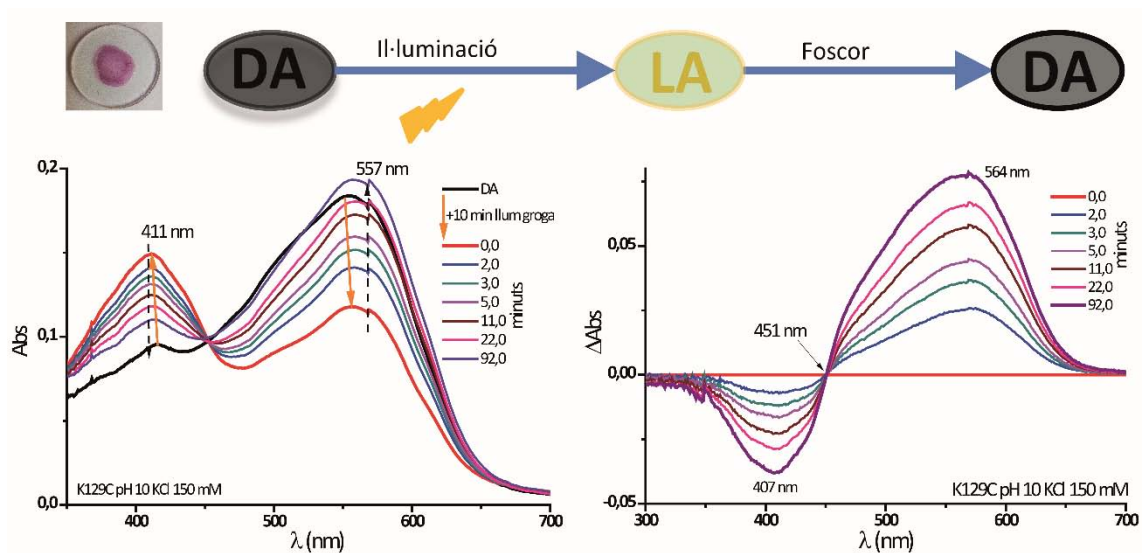 DA
Il·luminació
LA
Foscor
DA
0,2
0,1
0,0
Abs
411 nm
557 nm
DA
+10 min llum groga
0,0
2,0
3,0
5,0
11,0
22,0
92,0
minuts
K129C pH 10 KCl 150 mM
400
500
600
700
λ (nm)
0,05
0,00
-0,05
ΔAbs
451 nm
564 nm
407 nm
0,0
2,0
3,0
5,0
11,0
22,0
92,0
minuts
K129C pH 10 KCl 150 mM
300
400
500
600
700
λ (nm)